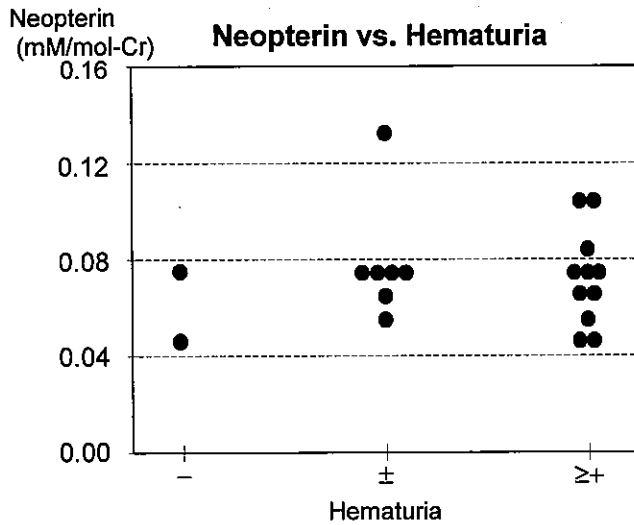 Neopterin
(mM/mol-Cr)
Neopterin vs. Hematuria
0.16
0.12
0.08
0.04
0.00
− ± ≥+
Hematuria